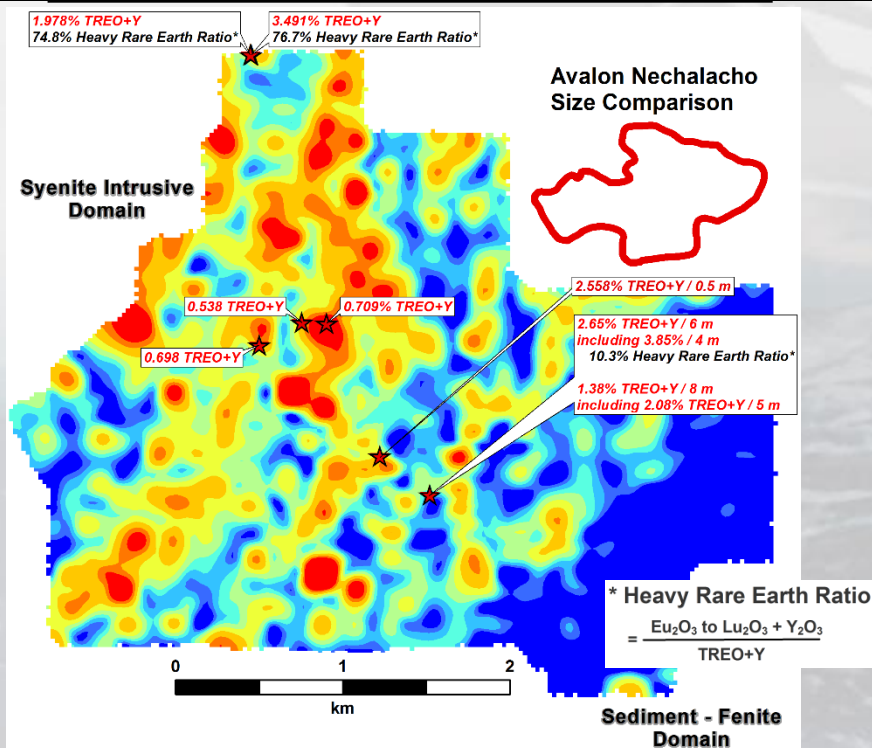 1.978% TREO+Y
74.8% Heavy Rare Earth Ratio*
3.491% TREO+Y
76.7% Heavy Rare Earth Ratio*
Avalon Nechalacho
Size Comparison
Syenite Intrusive
Domain
2.558% TREO+Y / 0.5 m
0.538 TREO+Y
0.709% TREO+Y
0.698 TREO+Y
2.65% TREO+Y / 6 m
including 3.85% / 4 m
10.3% Heavy Rare Earth Ratio*
1.38% TREO+Y / 8 m
including 2.08% TREO+Y / 5 m
* Heavy Rare Earth Ratio
= Eu₂O₃ to Lu₂O₃ + Y₂O₃
TREO+Y
0 1 2
km
Sediment - Fenite
Domain